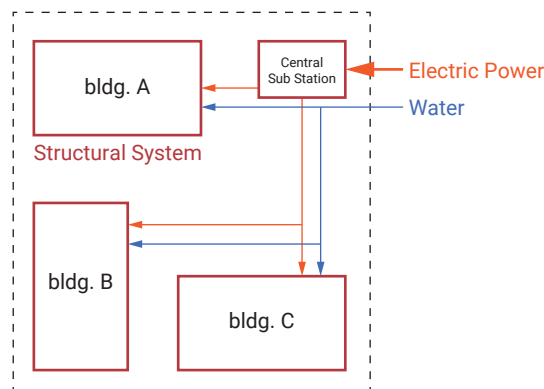 Central
Sub Station
bldg. A
Electric Power
Water
Structural System
bldg. B
bldg. C